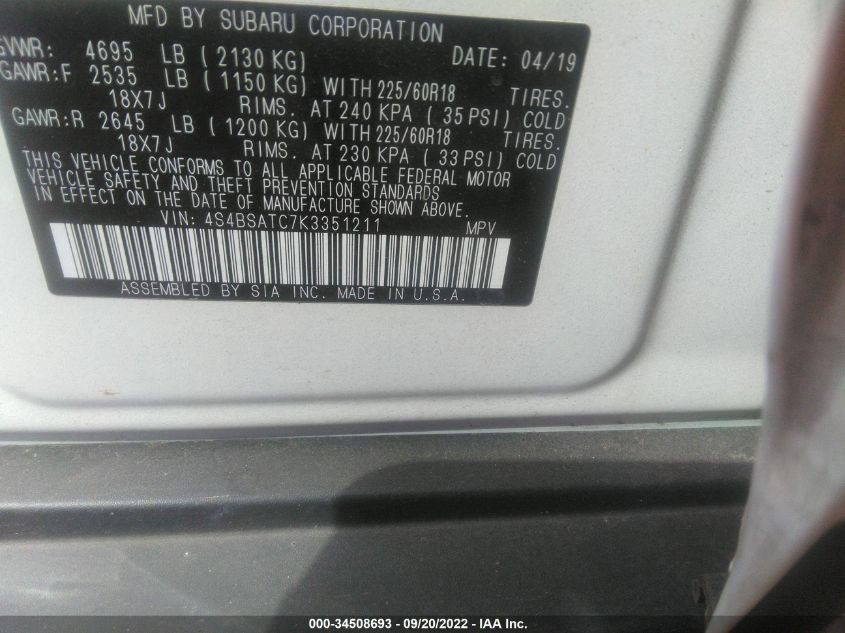 MFD BY SUBARU CORPORATION
GVWR: 4695 LB ( 2130 KG) DATE: 04/19
GAWR:F 2535 LB ( 1150 KG) WITH 225/60R18 TIRES.
18X7J RIMS. AT 240 KPA ( 35 PSI) COLD
GAWR:R 2645 LB ( 1200 KG) WITH 225/60R18 TIRES.
18X7J RIMS. AT 230 KPA ( 33 PSI) COLD
THIS VEHICLE CONFORMS TO ALL APPLICABLE FEDERAL MOTOR
VEHICLE SAFETY AND THEFT PREVENTION STANDARDS
IN EFFECT ON THE DATE OF MANUFACTURE SHOWN ABOVE.
VIN: 4S4BSATC7K3351211 MPV
ASSEMBLED BY SIA INC. MADE IN U.S.A.
000-34508693 - 09/20/2022 - IAA Inc.